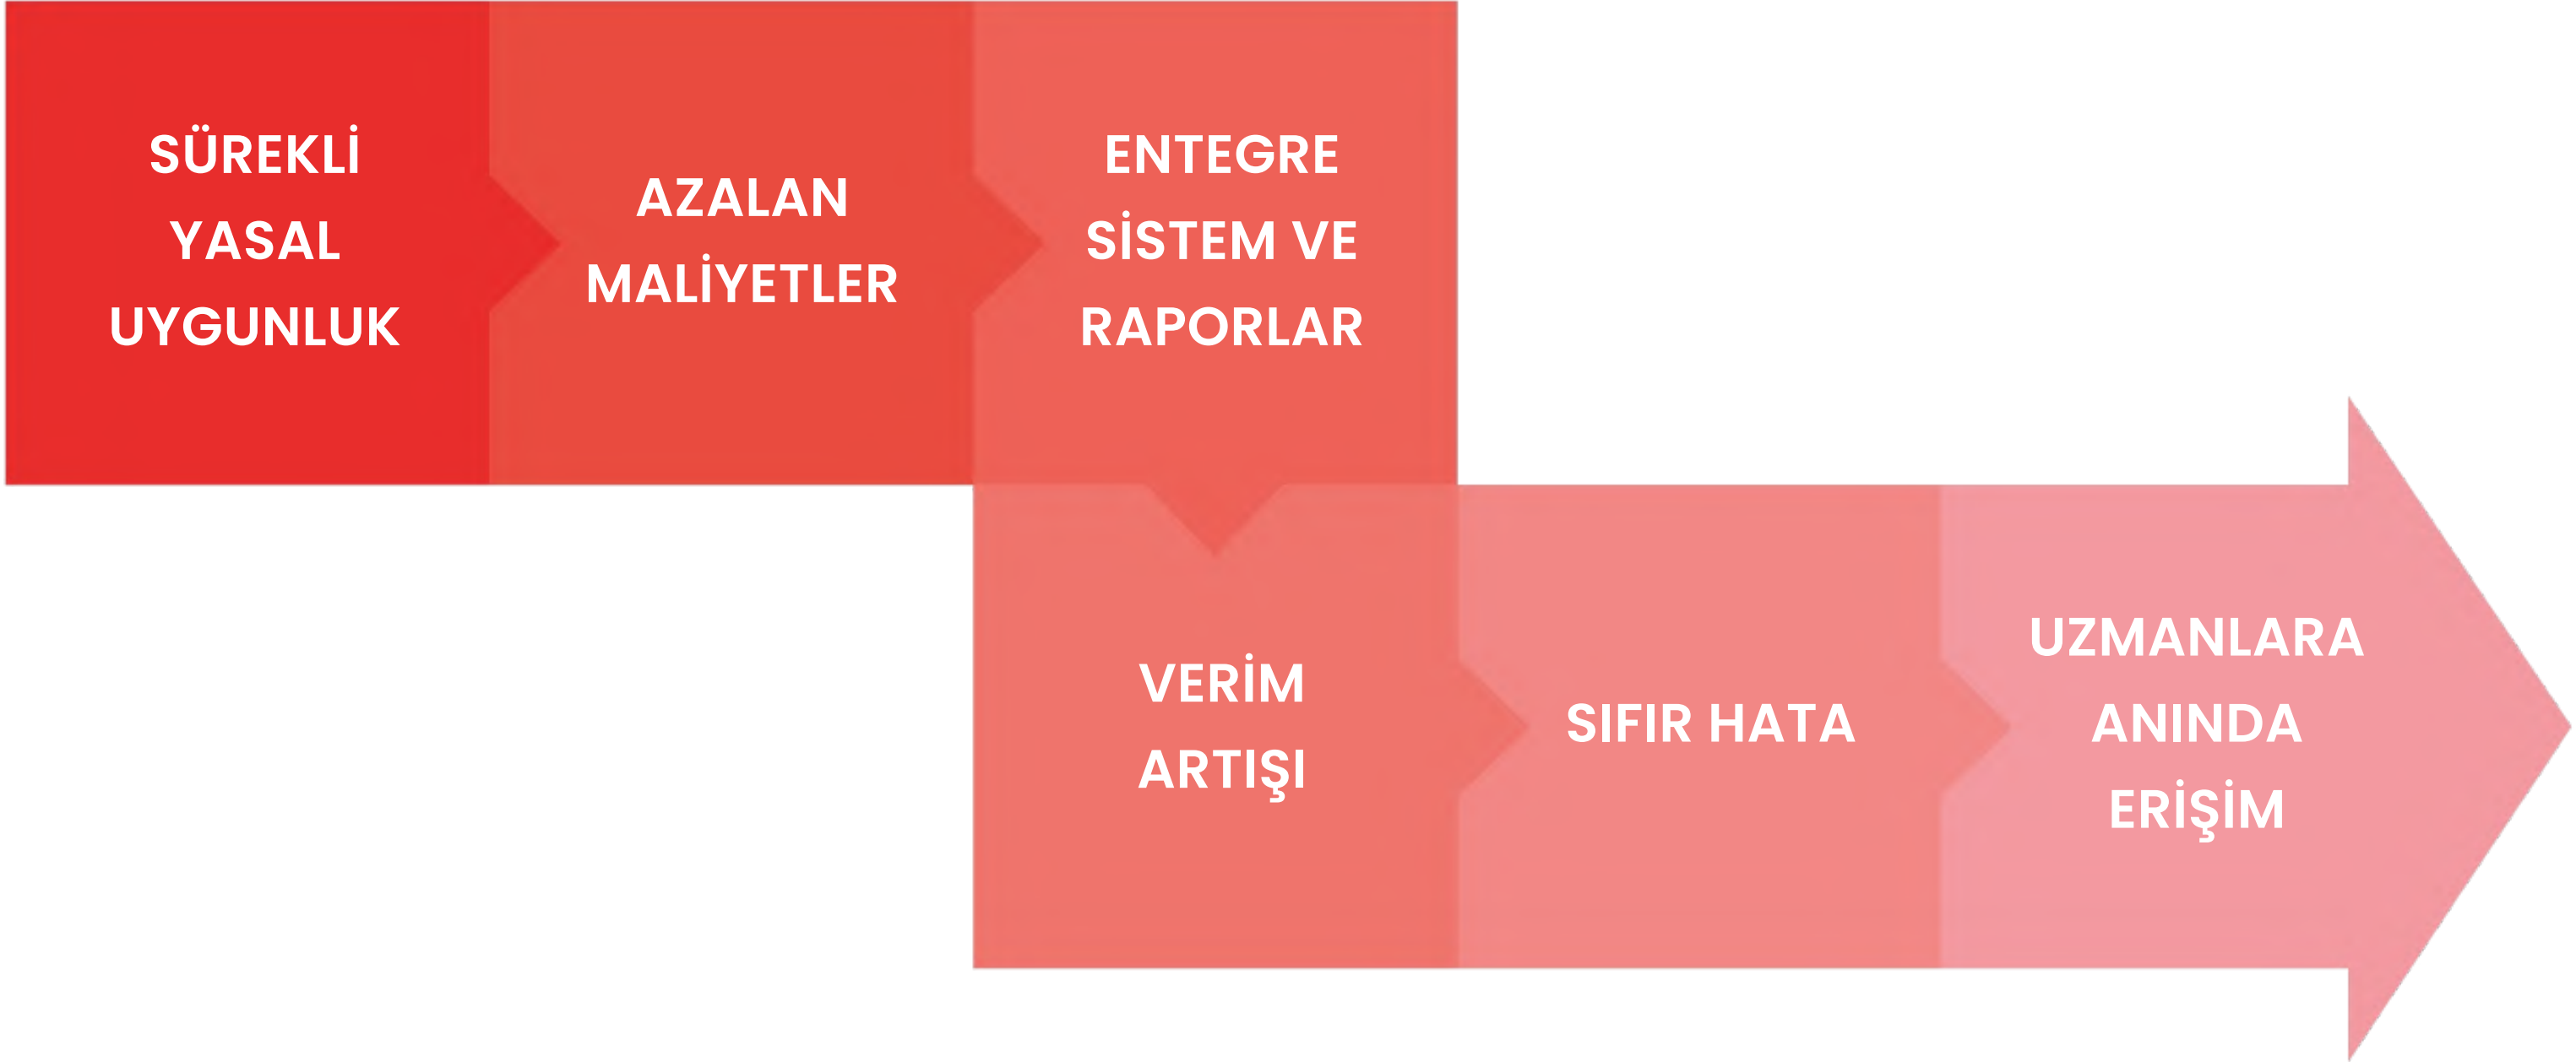 SÜREKLİ
YASAL
UYGUNLUK
AZALAN
MALİYETLER
ENTEGRE
SİSTEM VE
RAPORLAR
VERİM
ARTIŞI
SIFIR HATA
UZMANLARA
ANINDA
ERİŞİM